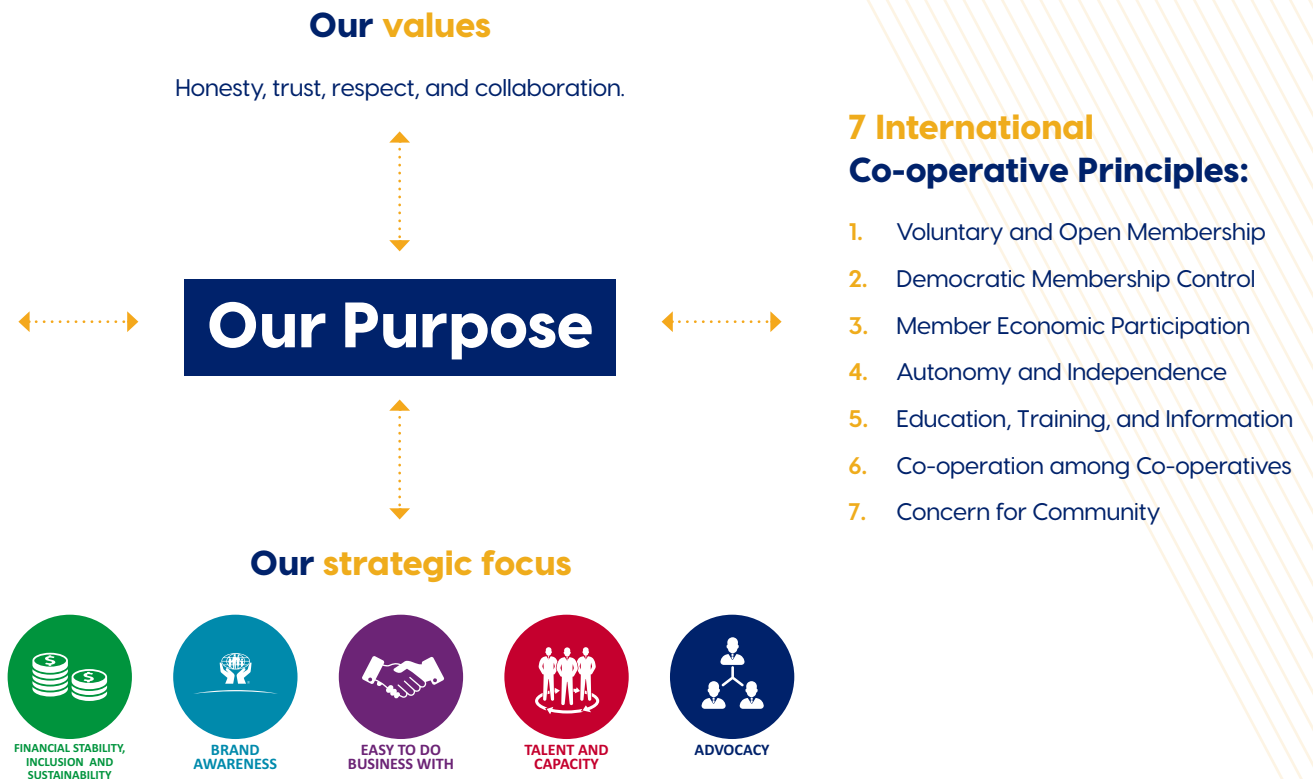 Our values
Honesty, trust, respect, and collaboration.
Our Purpose
Our strategic focus
FINANCIAL STABILITY,
INCLUSION AND
SUSTAINABILITY
BRAND
AWARENESS
EASY TO DO
BUSINESS WITH
TALENT AND
CAPACITY
ADVOCACY
7 International
Co-operative Principles:
1. Voluntary and Open Membership
2. Democratic Membership Control
3. Member Economic Participation
4. Autonomy and Independence
5. Education, Training, and Information
6. Co-operation among Co-operatives
7. Concern for Community